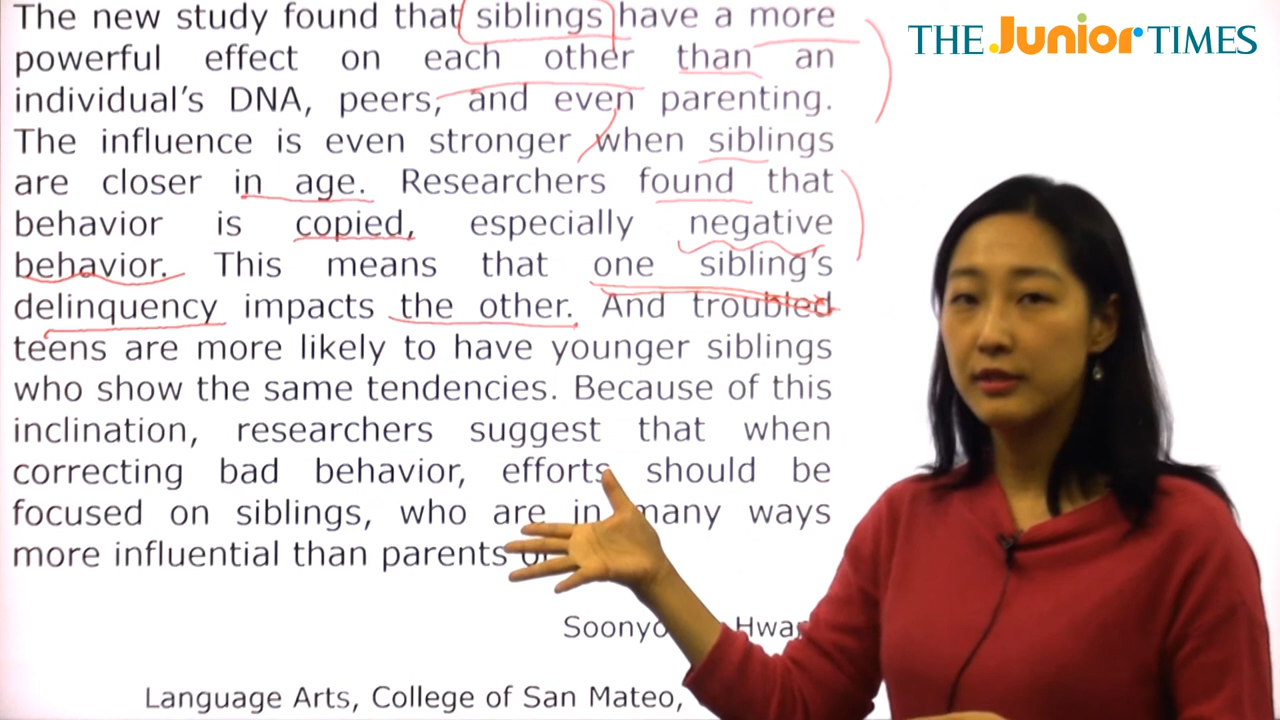 The new study found that siblings have a more
powerful effect on each other than an
individual's DNA, peers, and even parenting.
The influence is even stronger when siblings
are closer in age. Researchers found that
behavior is copied, especially negative
behavior. This means that one sibling's
delinquency impacts the other. And troubled
teens are more likely to have younger siblings
who show the same tendencies. Because of this
inclination, researchers suggest that when
correcting bad behavior, efforts should be
focused on siblings, who are in many ways
more influential than parents
Language Arts, College of San Mateo,
THE Junior TIMES